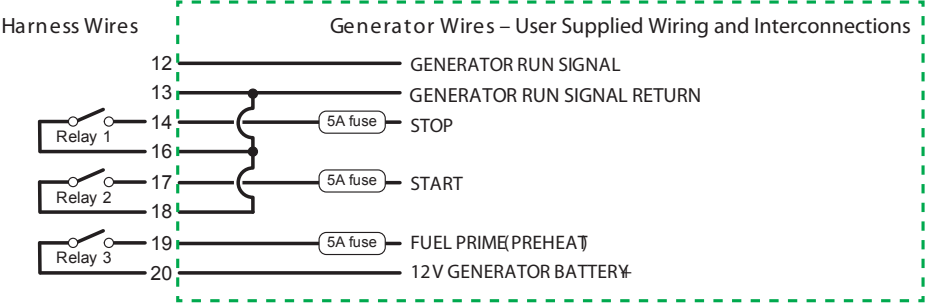 Harness Wires
Generator Wires – User Supplied Wiring and Interconnections
12 GENERATOR RUN SIGNAL
13 GENERATOR RUN SIGNAL RETURN
14 5A fuse STOP
Relay 1
16
17 5A fuse START
Relay 2
18
19 5A fuse FUEL PRIME(PREHEAT)
Relay 3
20 12V GENERATOR BATTERY+